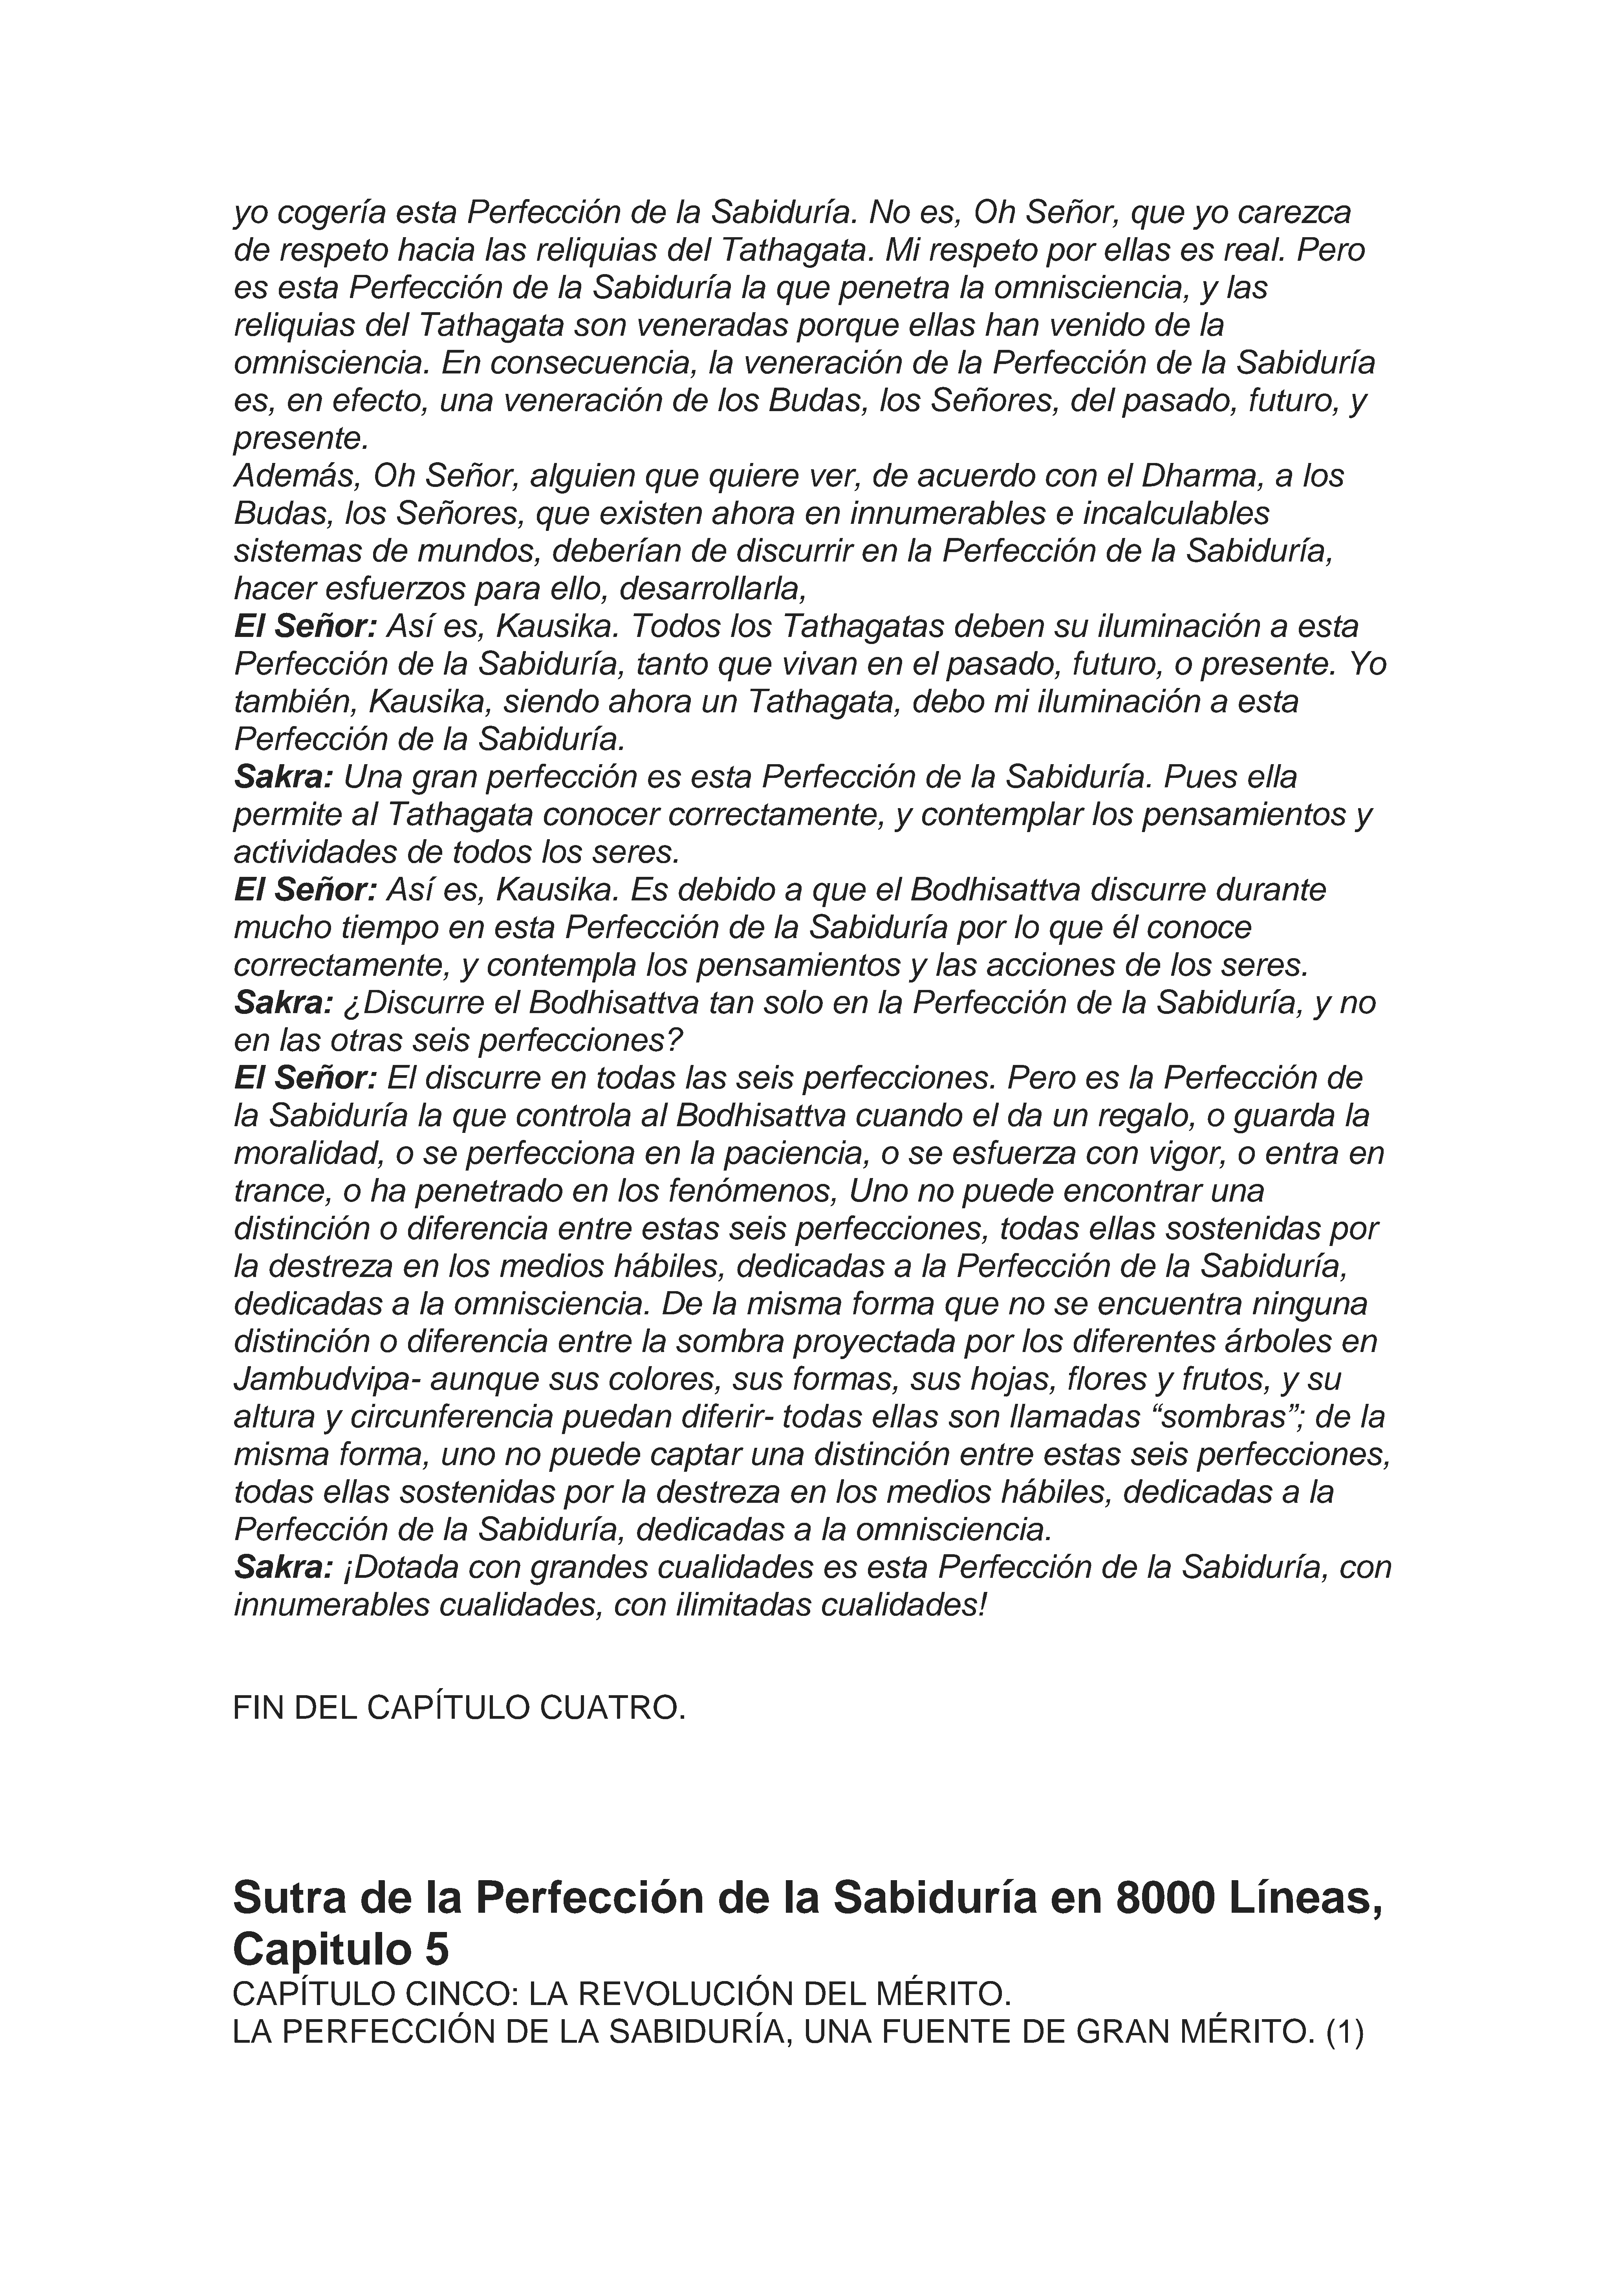 yo cogería esta Perfección de la Sabiduría. No es, Oh Señor, que yo carezca
de respeto hacia las reliquias del Tathagata. Mi respeto por ellas es real. Pero
es esta Perfección de la Sabiduría la que penetra la omnisciencia, y las
reliquias del Tathagata son veneradas porque ellas han venido de la
omnisciencia. En consecuencia, la veneración de la Perfección de la Sabiduría
es, en efecto, una veneración de los Budas, los Señores, del pasado, futuro, y
presente.
Además, Oh Señor, alguien que quiere ver, de acuerdo con el Dharma, a los
Budas, los Señores, que existen ahora en innumerables e incalculables
sistemas de mundos, deberían de discurrir en la Perfección de la Sabiduría,
hacer esfuerzos para ello, desarrollarla,
El Señor: Así es, Kausika. Todos los Tathagatas deben su iluminación a esta
Perfección de la Sabiduría, tanto que vivan en el pasado, futuro, o presente. Yo
también, Kausika, siendo ahora un Tathagata, debo mi iluminación a esta
Perfección de la Sabiduría.
Sakra: Una gran perfección es esta Perfección de la Sabiduría. Pues ella
permite al Tathagata conocer correctamente, y contemplar los pensamientos y
actividades de todos los seres.
El Señor: Así es, Kausika. Es debido a que el Bodhisattva discurre durante
mucho tiempo en esta Perfección de la Sabiduría por lo que él conoce
correctamente, y contempla los pensamientos y las acciones de los seres.
Sakra: ¿Discurre el Bodhisattva tan solo en la Perfección de la Sabiduría, y no
en las otras seis perfecciones?
El Señor: El discurre en todas las seis perfecciones. Pero es la Perfección de
la Sabiduría la que controla al Bodhisattva cuando el da un regalo, o guarda la
moralidad, o se perfecciona en la paciencia, o se esfuerza con vigor, o entra en
trance, o ha penetrado en los fenómenos, Uno no puede encontrar una
distinción o diferencia entre estas seis perfecciones, todas ellas sostenidas por
la destreza en los medios hábiles, dedicadas a la Perfección de la Sabiduría,
dedicadas a la omnisciencia. De la misma forma que no se encuentra ninguna
distinción o diferencia entre la sombra proyectada por los diferentes árboles en
Jambudvipa- aunque sus colores, sus formas, sus hojas, flores y frutos, y su
altura y circunferencia puedan diferir- todas ellas son llamadas “sombras”; de la
misma forma, uno no puede captar una distinción entre estas seis perfecciones,
todas ellas sostenidas por la destreza en los medios hábiles, dedicadas a la
Perfección de la Sabiduría, dedicadas a la omnisciencia.
Sakra: ¡Dotada con grandes cualidades es esta Perfección de la Sabiduría, con
innumerables cualidades, con ilimitadas cualidades!
FIN DEL CAPÍTULO CUATRO.
Sutra de la Perfección de la Sabiduría en 8000 Líneas,
Capitulo 5
CAPÍTULO CINCO: LA REVOLUCIÓN DEL MÉRITO.
LA PERFECCIÓN DE LA SABIDURÍA, UNA FUENTE DE GRAN MÉRITO. (1)